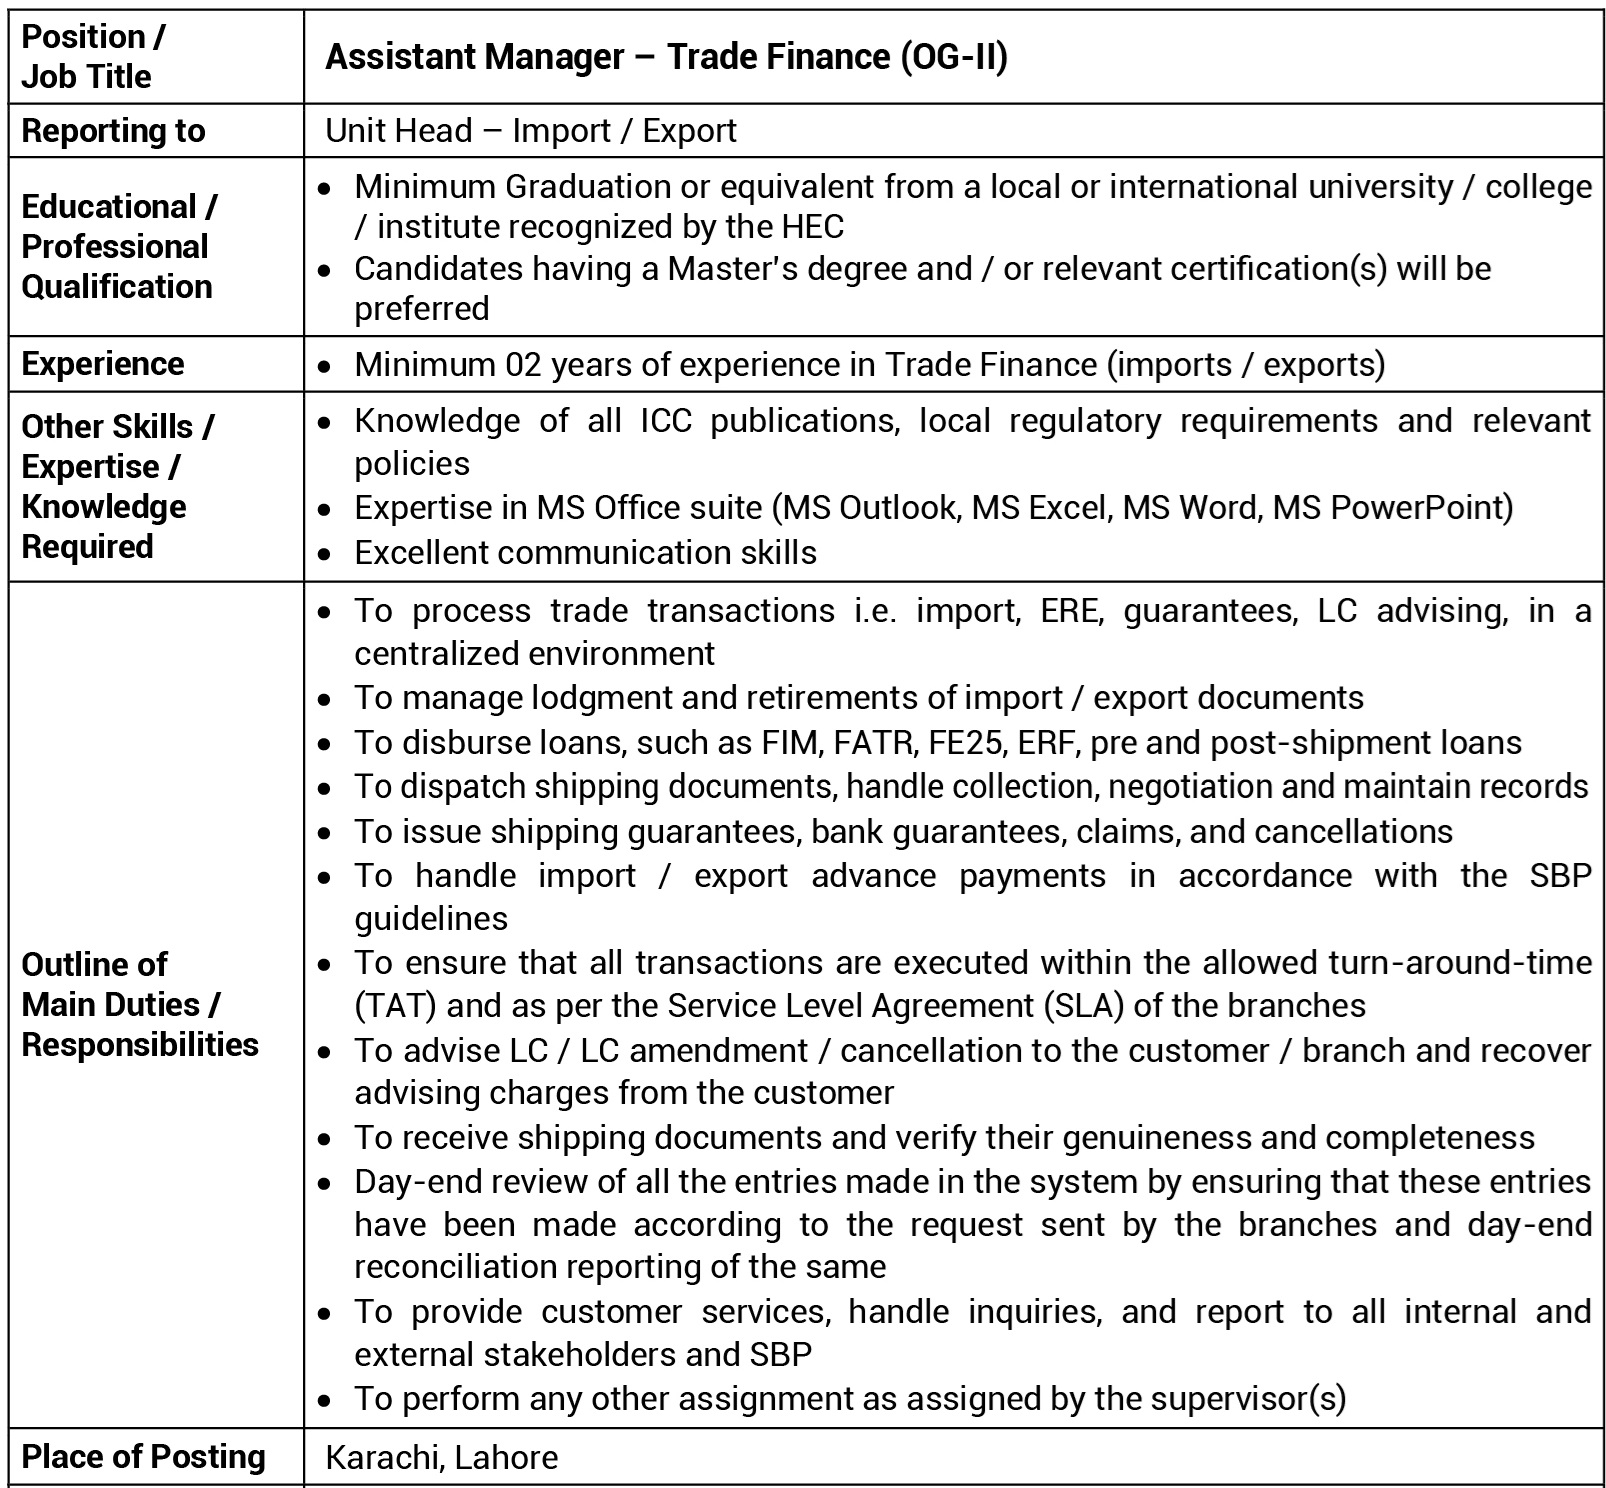 Position /
Job Title
Assistant Manager – Trade Finance (OG-II)
Reporting to
Unit Head – Import / Export
Educational /
Professional
Qualification
• Minimum Graduation or equivalent from a local or international university / college
/ institute recognized by the HEC
• Candidates having a Master's degree and / or relevant certification(s) will be
preferred
Experience
• Minimum 02 years of experience in Trade Finance (imports / exports)
Other Skills /
Expertise /
Knowledge
Required
• Knowledge of all ICC publications, local regulatory requirements and relevant
policies
• Expertise in MS Office suite (MS Outlook, MS Excel, MS Word, MS PowerPoint)
• Excellent communication skills
Outline of
Main Duties /
Responsibilities
• To process trade transactions i.e. import, ERE, guarantees, LC advising, in a
centralized environment
• To manage lodgment and retirements of import / export documents
• To disburse loans, such as FIM, FATR, FE25, ERF, pre and post-shipment loans
• To dispatch shipping documents, handle collection, negotiation and maintain records
• To issue shipping guarantees, bank guarantees, claims, and cancellations
• To handle import / export advance payments in accordance with the SBP
guidelines
• To ensure that all transactions are executed within the allowed turn-around-time
(TAT) and as per the Service Level Agreement (SLA) of the branches
• To advise LC / LC amendment / cancellation to the customer / branch and recover
advising charges from the customer
• To receive shipping documents and verify their genuineness and completeness
• Day-end review of all the entries made in the system by ensuring that these entries
have been made according to the request sent by the branches and day-end
reconciliation reporting of the same
• To provide customer services, handle inquiries, and report to all internal and
external stakeholders and SBP
• To perform any other assignment as assigned by the supervisor(s)
Place of Posting
Karachi, Lahore